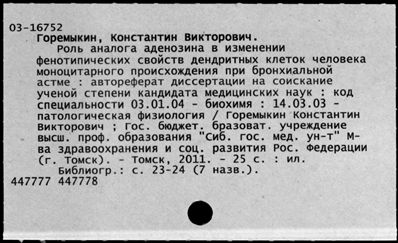 03-16752
Горемыкин, Константин Викторович.
Роль аналога аденозина в изменении
фенотипических свойств дендритных клеток человека
моноцитарного происхождения при бронхиальной
астме : автореферат диссертации на соискание
ученой степени кандидата медицинских наук : код
специальности 03.01.04 - биохимия : 14.03.03 -
патологическая физиология / Горемыкин Константин
Викторович ; Гос. бюджет. бразоват. учреждение
высш. проф. образования "Сиб. гос. мед. ун-т" М-
ва здравоохранения и соц. развития Рос. Федерации
(г. Томск). - Томск, 2011. - 25 с. : ил.
Библиогр.: с. 23-24 (7 назв.).
447777 447778